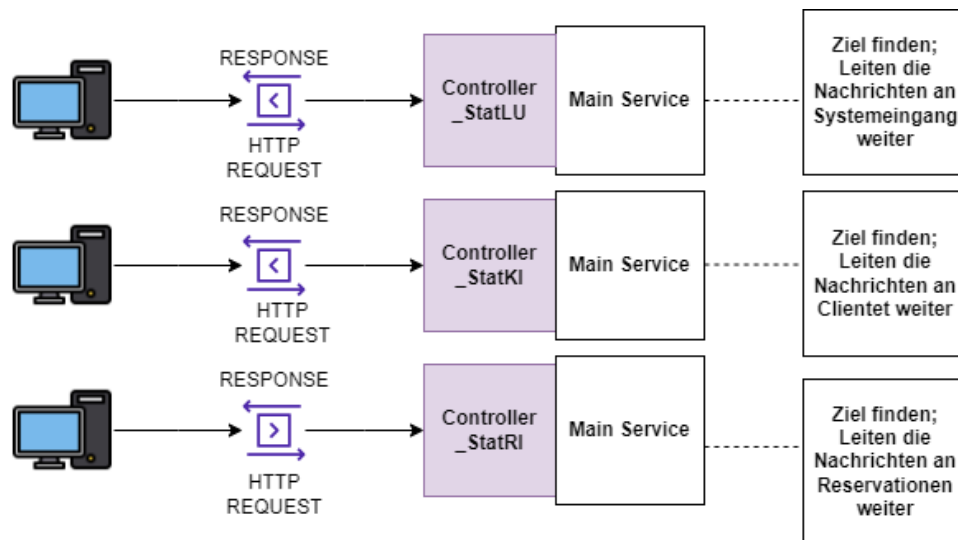 RESPONSE
HTTP
REQUEST
Controller
_StatLU
Main Service
Ziel finden;
Leiten die
Nachrichten an
Systemeingang
weiter
RESPONSE
HTTP
REQUEST
Controller
_StatKI
Main Service
Ziel finden;
Leiten die
Nachrichten an
Clientet weiter
RESPONSE
HTTP
REQUEST
Controller
_StatRI
Main Service
Ziel finden;
Leiten die
Nachrichten an
Reservationen
weiter